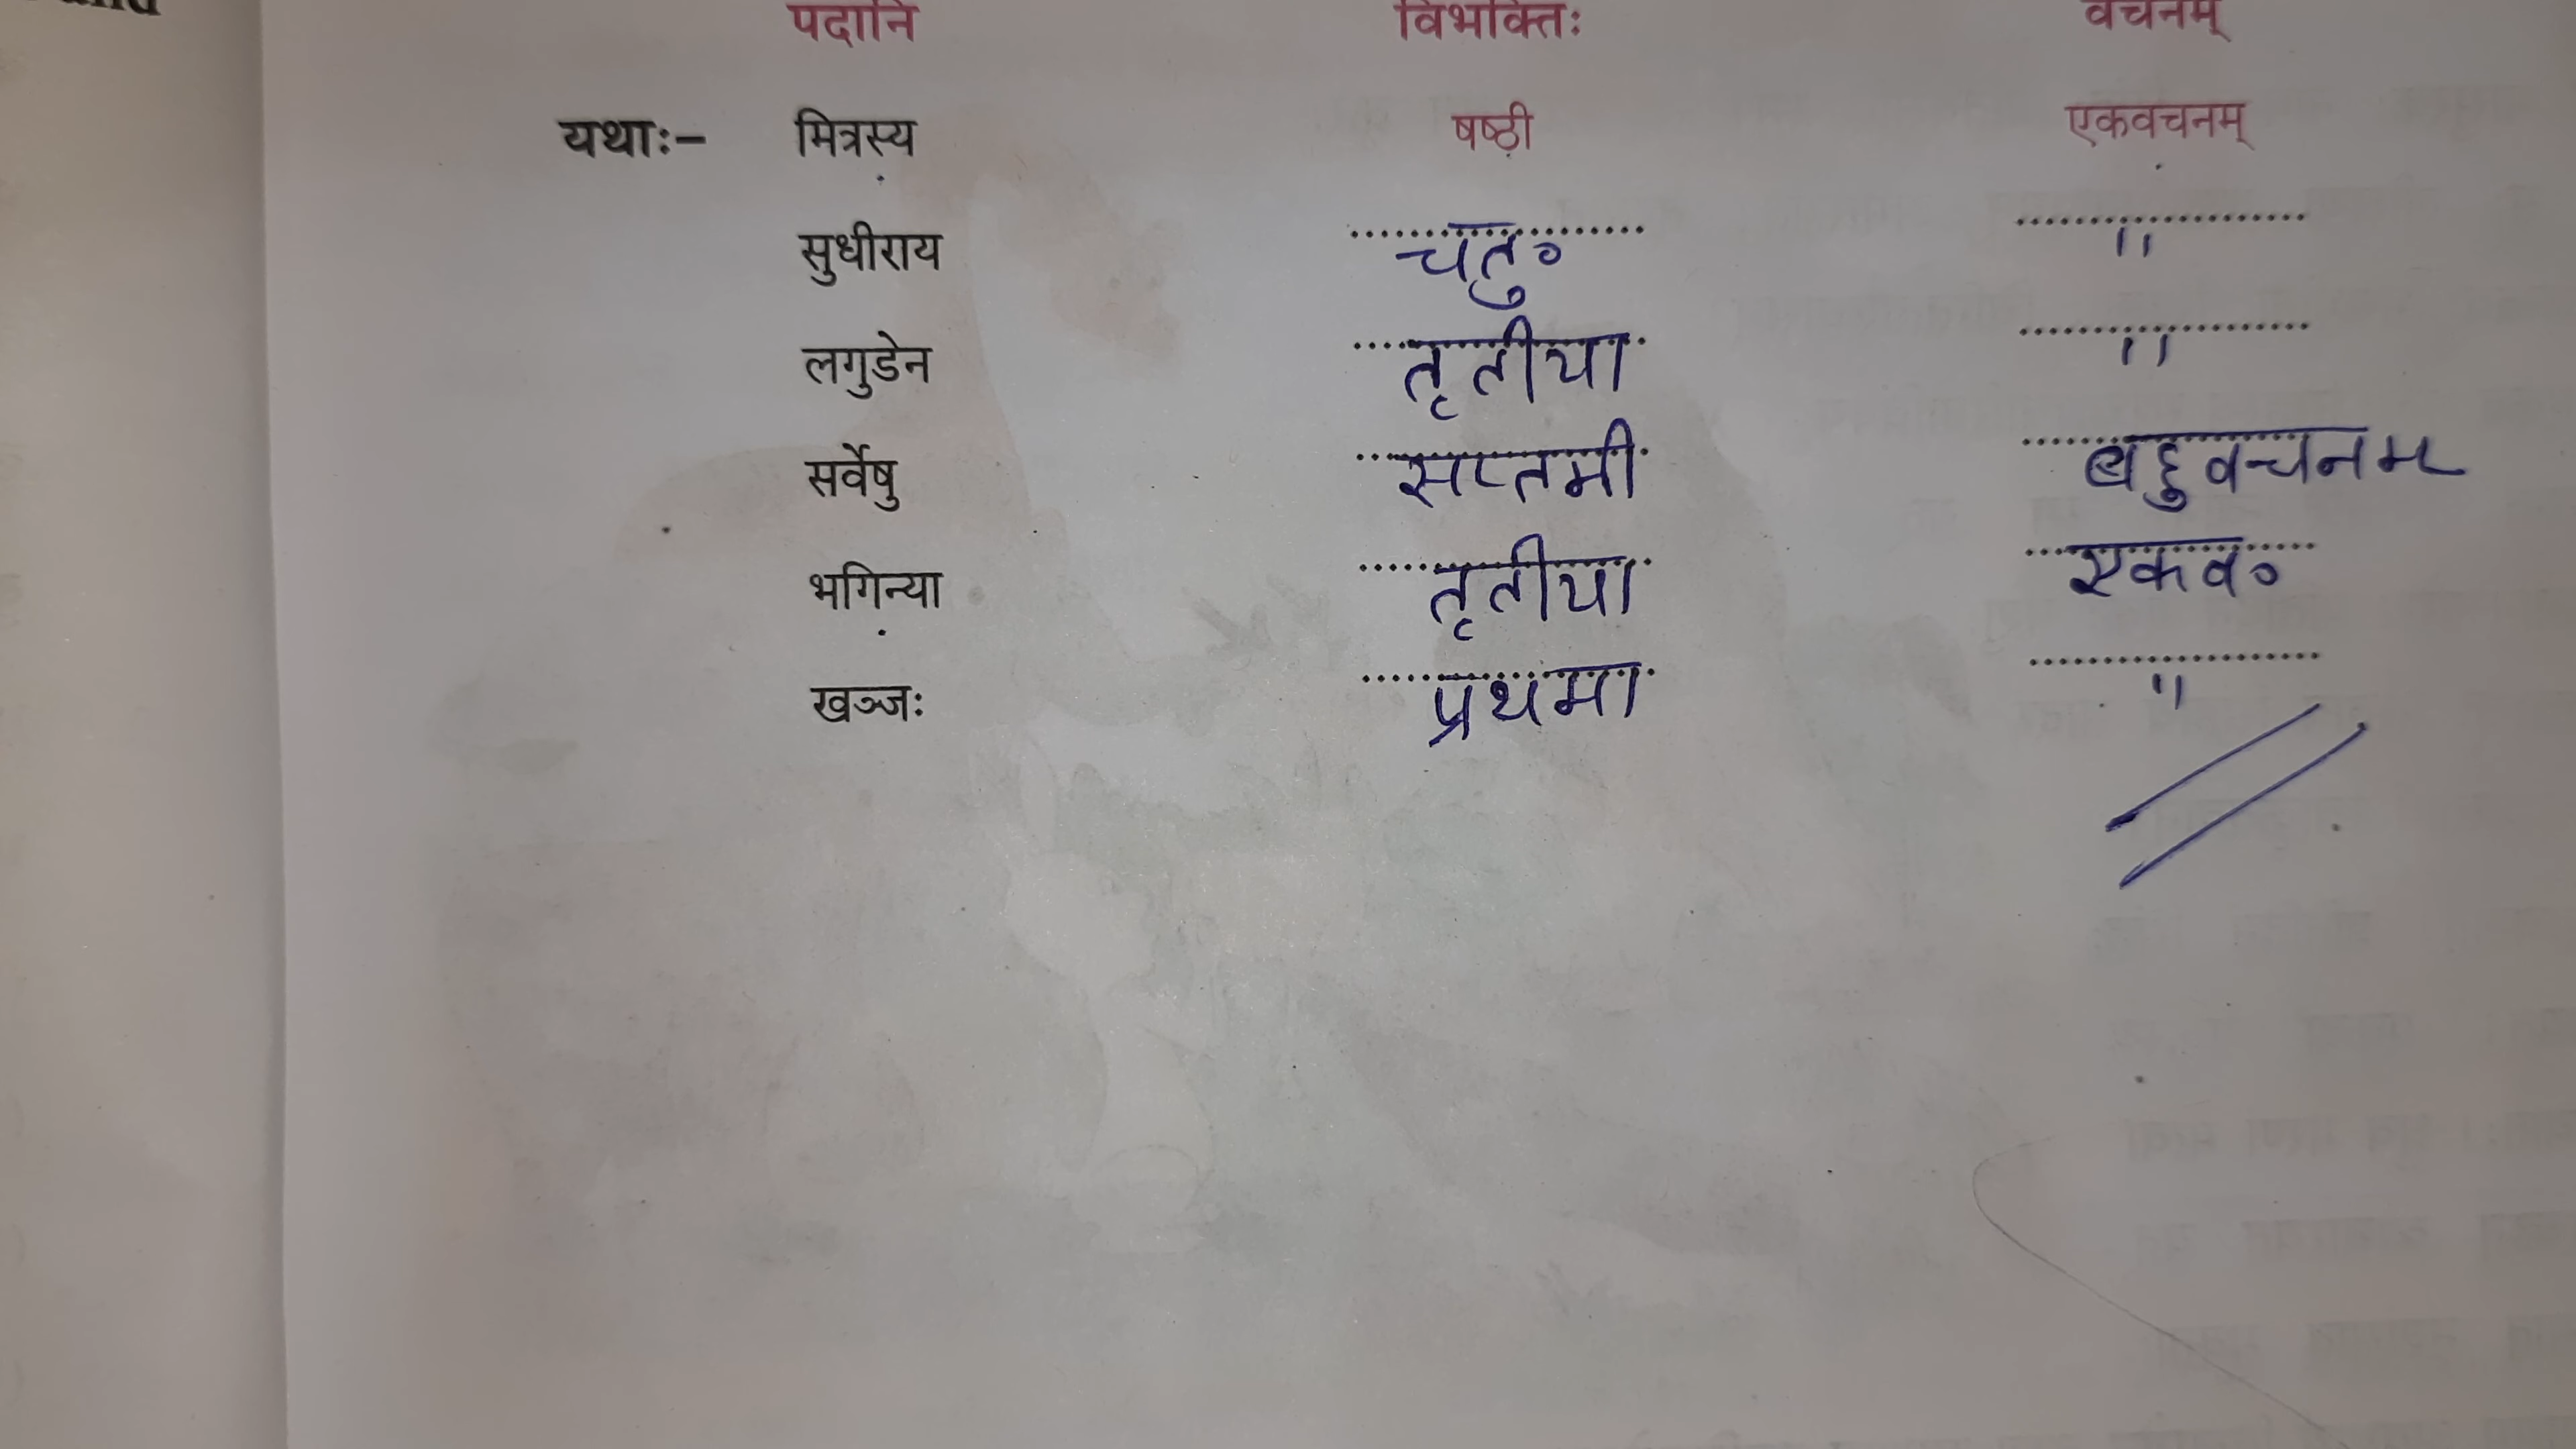 पदानि विभक्तिः वचनम्
यथाः– मित्रस्य षष्ठी एकवचनम्
सुधीराय चतु० "
लगुडेन तृतीया "
सर्वेषु सप्तमी बहुवचनम्
भगिन्या तृतीया एकव०
खञ्जः प्रथमा "